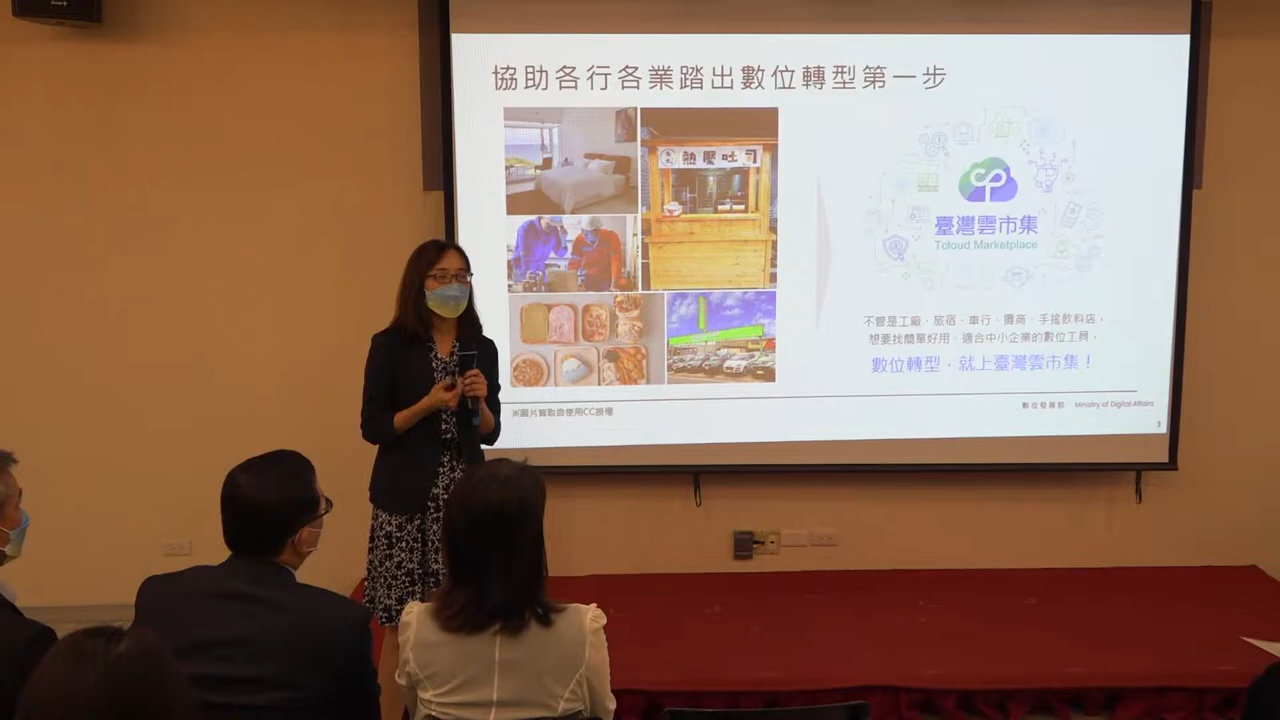 協助各行各業踏出數位轉型第一步
熱壓吐司
臺灣雲市集
Tcloud Marketplace
不管是工廠、旅宿、車行、攤商、手搖飲料店，
想要找簡單好用、適合中小企業的數位工具，
數位轉型，就上臺灣雲市集！
※圖片皆取自使用CC授權
數位發展部 Ministry of Digital Affairs
3